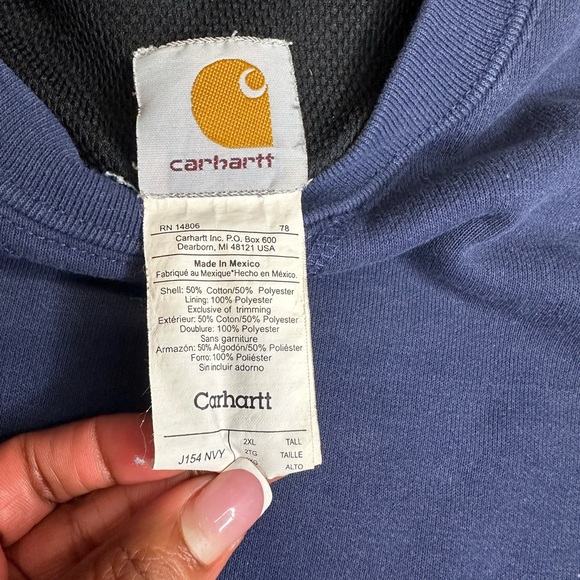 carhartt
RN 14806 78
Carhartt Inc. P.O. Box 600
Dearborn, MI 48121 USA
Made In Mexico
Fabriqué au Mexique*Hecho en México.
Shell: 50% Cotton/50% Polyester
Lining: 100% Polyester
Exclusive of trimming
Extérieur: 50% Coton/50% Polyester
Doublure: 100% Polyester
Sans garniture
Armazón: 50% Algodón/50% Poliéster
Forro: 100% Poliéster
Sin incluir adorno
Carhartt
2XL TALL
J154 NVY 2TG TAILLE
ALTO